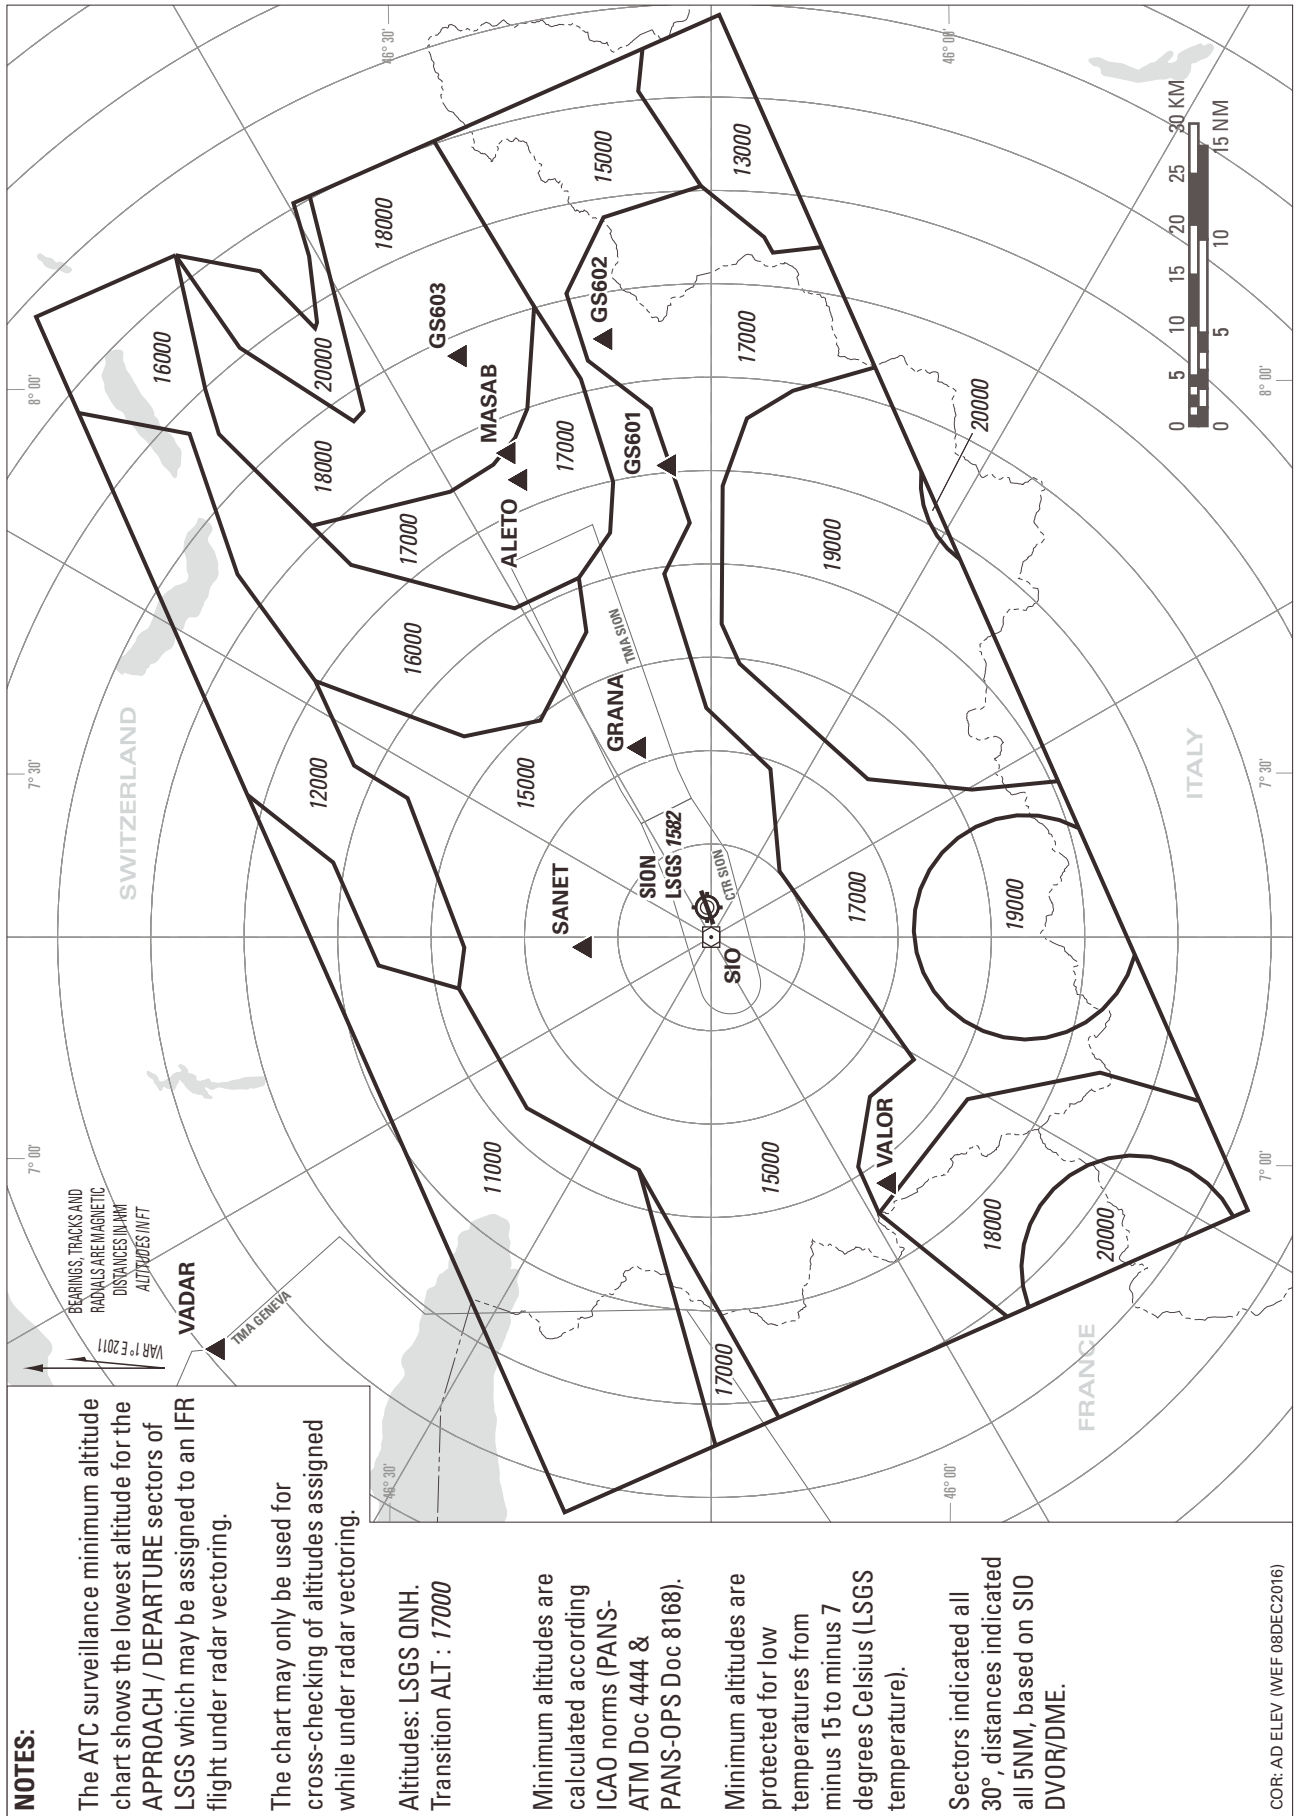 NOTES:
The ATC surveillance minimum altitude
chart shows the lowest altitude for the
APPROACH / DEPARTURE sectors of
LSGS which may be assigned to an IFR
flight under radar vectoring.
The chart may only be used for
cross-checking of altitudes assigned
while under radar vectoring.
Altitudes: LSGS QNH.
Transition ALT : 17000
Minimum altitudes are
calculated according
ICAO norms (PANS-
ATM Doc 4444 &
PANS-OPS Doc 8168).
Minimum altitudes are
protected for low
temperatures from
minus 15 to minus 7
degrees Celsius (LSGS
temperature).
Sectors indicated all
30°, distances indicated
all 5NM, based on SIO
DVOR/DME.
COR: AD ELEV (WEF 08DEC2016)
VAR 1° E 2011
BEARINGS, TRACKS AND
RADIALS ARE MAGNETIC
DISTANCES IN NM
ALTITUDES IN FT
VADAR
TMA GENEVA
7° 00'
7° 30'
8° 00'
SWITZERLAND
46° 30'
46° 30'
11000
12000
16000
18000
20000
18000
17000
16000
15000
SANET
GS603
MASAB
ALETO
17000
GRANA
TMA SION
SION
LSGS 1582
CTR SION
SIO
GS601
GS602
15000
13000
17000
17000
15000
VALOR
17000
19000
19000
20000
18000
20000
FRANCE
ITALY
46° 00'
46° 00'
7° 00'
7° 30'
8° 00'
0 5 10 15 20 25 30 KM
0 5 10 15 NM